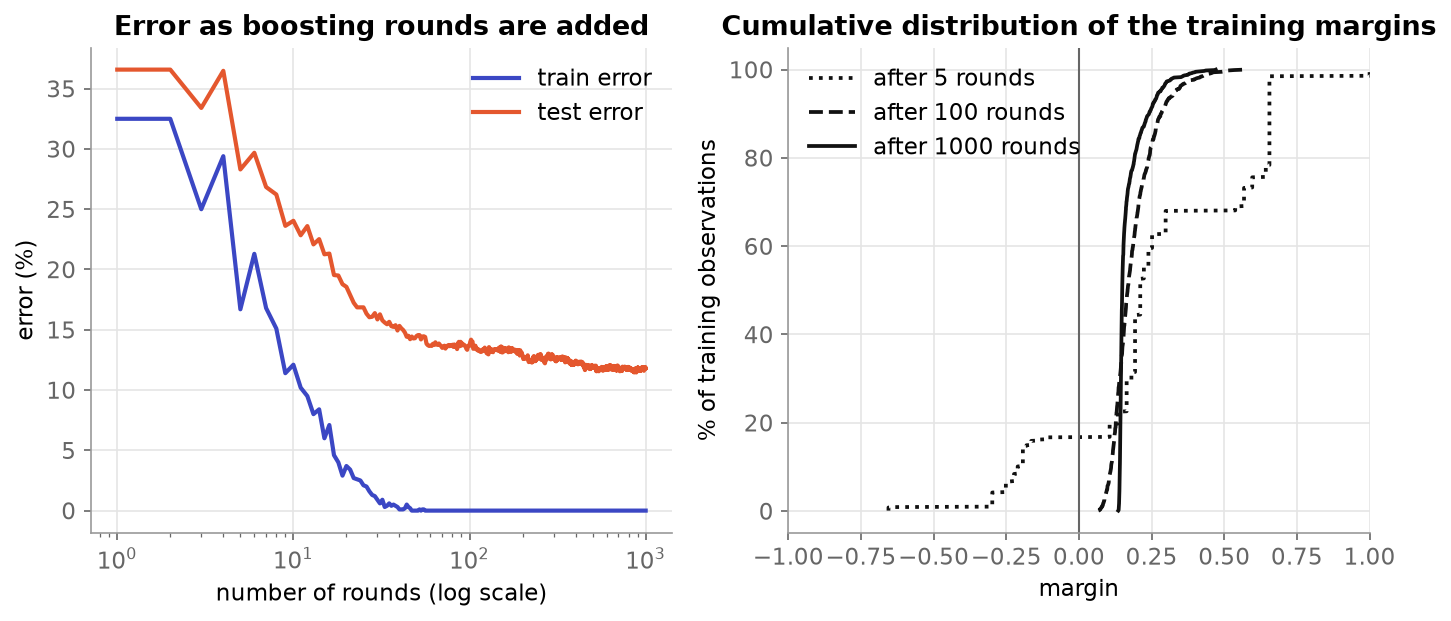 Error as boosting rounds are added
train error
test error
35
30
25
20
15
10
5
0
error (%)
10⁰
10¹
10²
10³
number of rounds (log scale)
Cumulative distribution of the training margins
after 5 rounds
after 100 rounds
after 1000 rounds
100
80
60
40
20
0
% of training observations
−1.00
−0.75
−0.50
−0.25
0.00
0.25
0.50
0.75
1.00
margin